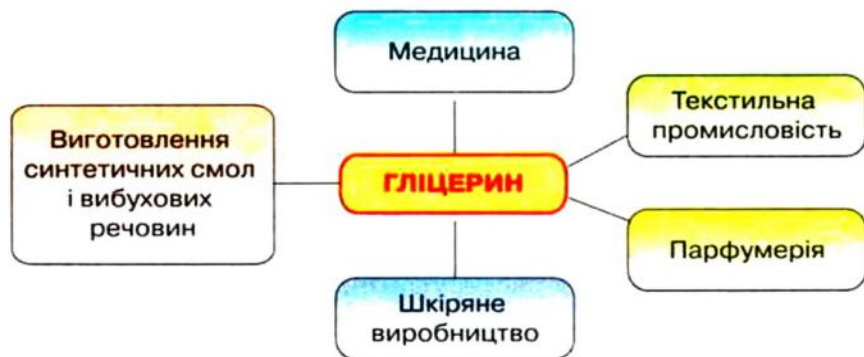 Медицина
Текстильна
промисловість
Виготовлення
синтетичних смол
і вибухових
речовин
ГЛІЦЕРИН
Парфумерія
Шкіряне
виробництво